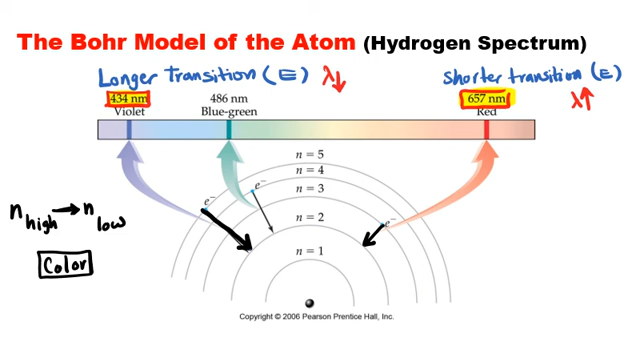 The Bohr Model of the Atom (Hydrogen Spectrum)
Longer Transition (E) λ↓
Shorter transition (E)
λ↑
434 nm
Violet
486 nm
Blue-green
657 nm
Red
n = 5
n = 4
n = 3
n = 2
n = 1
e⁻
e⁻
e⁻
n high → n low
Color
Copyright © 2006 Pearson Prentice Hall, Inc.